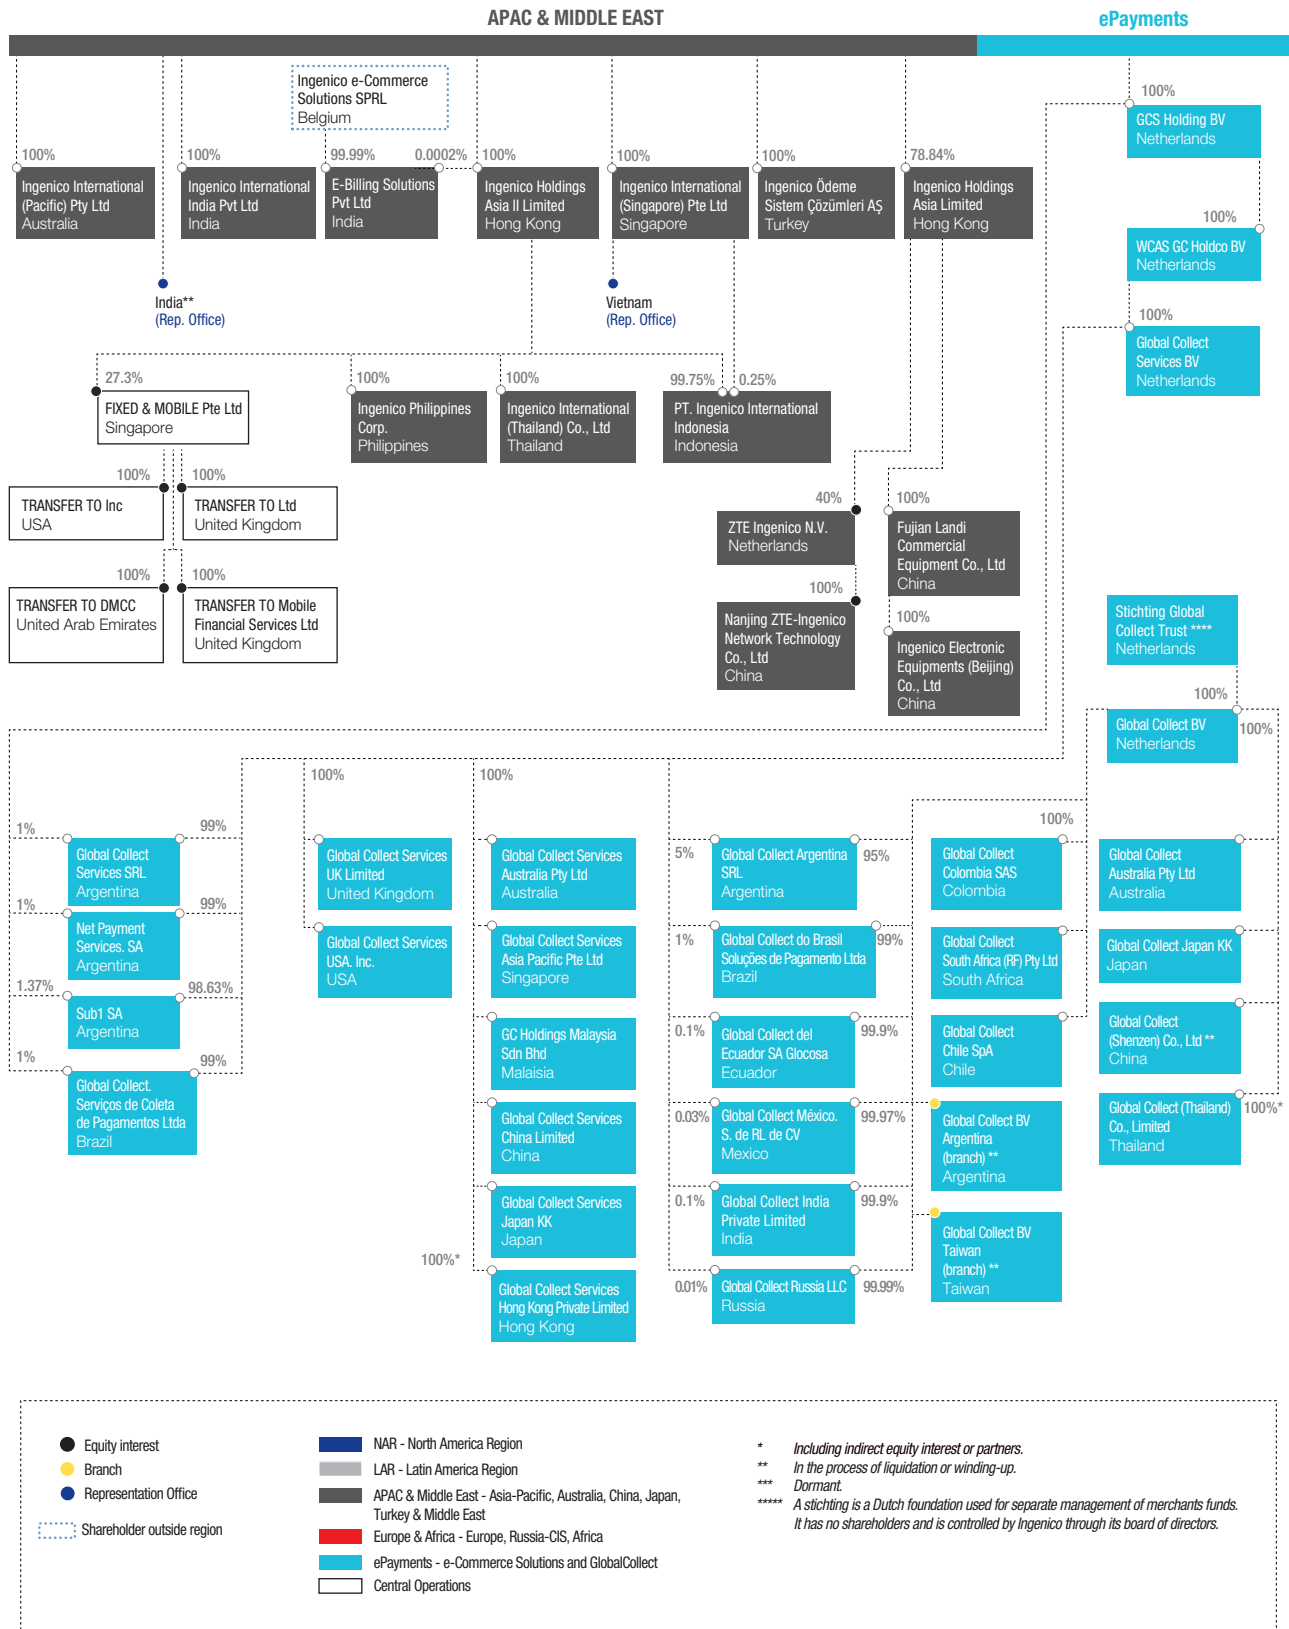 APAC & MIDDLE EAST
ePayments
Ingenico e-Commerce
Solutions SPRL
Belgium
100%
GCS Holding BV
Netherlands
100%
Ingenico International
(Pacific) Pty Ltd
Australia
100%
Ingenico International
India Pvt Ltd
India
99.99%
E-Billing Solutions
Pvt Ltd
India
0.0002%
100%
Ingenico Holdings
Asia II Limited
Hong Kong
100%
Ingenico International
(Singapore) Pte Ltd
Singapore
100%
Ingenico Ödeme
Sistem Çözümleri AŞ
Turkey
78.84%
Ingenico Holdings
Asia Limited
Hong Kong
100%
WCAS GC Holdco BV
Netherlands
India**
(Rep. Office)
Vietnam
(Rep. Office)
100%
Global Collect
Services BV
Netherlands
27.3%
FIXED & MOBILE Pte Ltd
Singapore
100%
Ingenico Philippines
Corp.
Philippines
100%
Ingenico International
(Thailand) Co., Ltd
Thailand
99.75%
0.25%
PT. Ingenico International
Indonesia
Indonesia
100%
TRANSFER TO Inc
USA
100%
TRANSFER TO Ltd
United Kingdom
40%
ZTE Ingenico N.V.
Netherlands
100%
Fujian Landi
Commercial
Equipment Co., Ltd
China
100%
TRANSFER TO DMCC
United Arab Emirates
100%
TRANSFER TO Mobile
Financial Services Ltd
United Kingdom
100%
Nanjing ZTE-Ingenico
Network Technology
Co., Ltd
China
100%
Ingenico Electronic
Equipments (Beijing)
Co., Ltd
China
Stichting Global
Collect Trust ****
Netherlands
100%
Global Collect BV
Netherlands
100%
100%
100%
1%
99%
Global Collect
Services SRL
Argentina
1%
99%
Net Payment
Services. SA
Argentina
1.37%
98.63%
Sub1 SA
Argentina
1%
99%
Global Collect.
Serviços de Coleta
de Pagamentos Ltda
Brazil
Global Collect Services
UK Limited
United Kingdom
Global Collect Services
USA. Inc.
USA
Global Collect Services
Australia Pty Ltd
Australia
Global Collect Services
Asia Pacific Pte Ltd
Singapore
GC Holdings Malaysia
Sdn Bhd
Malaisia
Global Collect Services
China Limited
China
Global Collect Services
Japan KK
Japan
100%*
Global Collect Services
Hong Kong Private Limited
Hong Kong
5%
Global Collect Argentina
SRL
Argentina
95%
1%
Global Collect do Brasil
Soluções de Pagamento Ltda
Brazil
99%
0.1%
Global Collect del
Ecuador SA Glocosa
Ecuador
99.9%
0.03%
Global Collect México.
S. de RL de CV
Mexico
99.97%
0.1%
Global Collect India
Private Limited
India
99.9%
0.01%
Global Collect Russia LLC
Russia
99.99%
100%
Global Collect
Colombia SAS
Colombia
Global Collect
South Africa (RF) Pty Ltd
South Africa
Global Collect
Chile SpA
Chile
Global Collect BV
Argentina
(branch) **
Argentina
Global Collect BV
Taiwan
(branch) **
Taiwan
Global Collect
Australia Pty Ltd
Australia
Global Collect Japan KK
Japan
Global Collect
(Shenzen) Co., Ltd **
China
100%*
Global Collect (Thailand)
Co., Limited
Thailand
Equity interest
Branch
Representation Office
Shareholder outside region
NAR - North America Region
LAR - Latin America Region
APAC & Middle East - Asia-Pacific, Australia, China, Japan,
Turkey & Middle East
Europe & Africa - Europe, Russia-CIS, Africa
ePayments - e-Commerce Solutions and GlobalCollect
Central Operations
* Including indirect equity interest or partners.
** In the process of liquidation or winding-up.
*** Dormant.
***** A stichting is a Dutch foundation used for separate management of merchants funds.
It has no shareholders and is controlled by Ingenico through its board of directors.